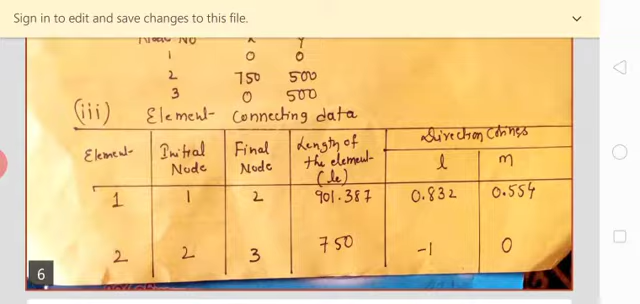 Sign in to edit and save changes to this file.
Node No X Y
1 0 0
2 750 500
3 0 500
(iii) Element- Connecting data
Element- Initial Node Final Node Length of the element- (le) Direction Cosines l m
1 1 2 901.387 0.832 0.554
2 2 3 750 -1 0
6